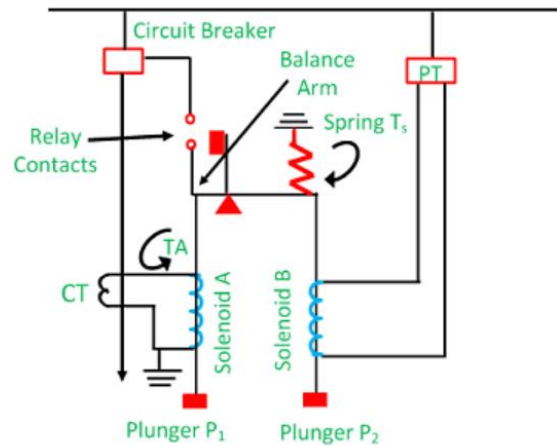 Circuit Breaker
Balance
Arm
PT
Spring Tₛ
Relay
Contacts
TA
CT
Solenoid A
Solenoid B
Plunger P₁
Plunger P₂